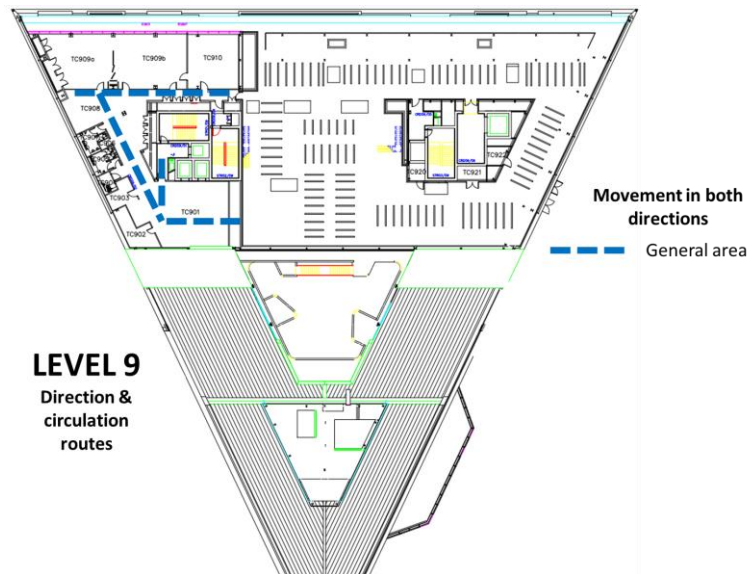 TC909a
TC909b
TC910
TC908
TC903
TC902
TC901
TC920
TC921
TC922
Movement in both
directions
General area
LEVEL 9
Direction &
circulation
routes